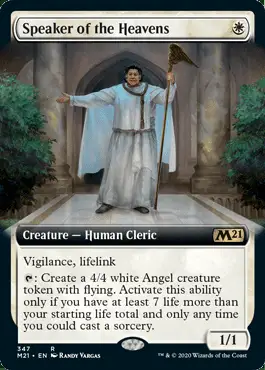 Speaker of the Heavens
Creature — Human Cleric
M21
Vigilance, lifelink
: Create a 4/4 white Angel creature
token with flying. Activate this ability
only if you have at least 7 life more than
your starting life total and only any time
you could cast a sorcery.
1/1
347 R
M21 • EN RANDY VARGAS
™ & © 2020 Wizards of the Coast